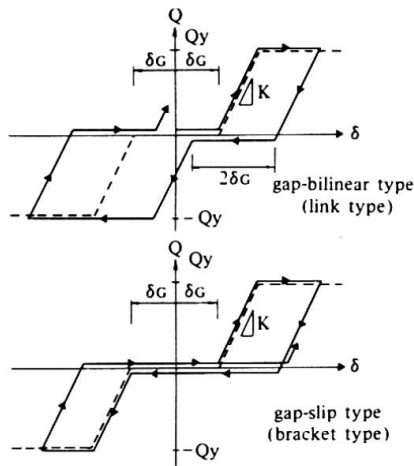 Q
Qy
δG δG
K
δ
2δG
gap-bilinear type
(link type)
-Qy
Q
Qy
δG δG
K
δ
gap-slip type
(bracket type)
-Qy